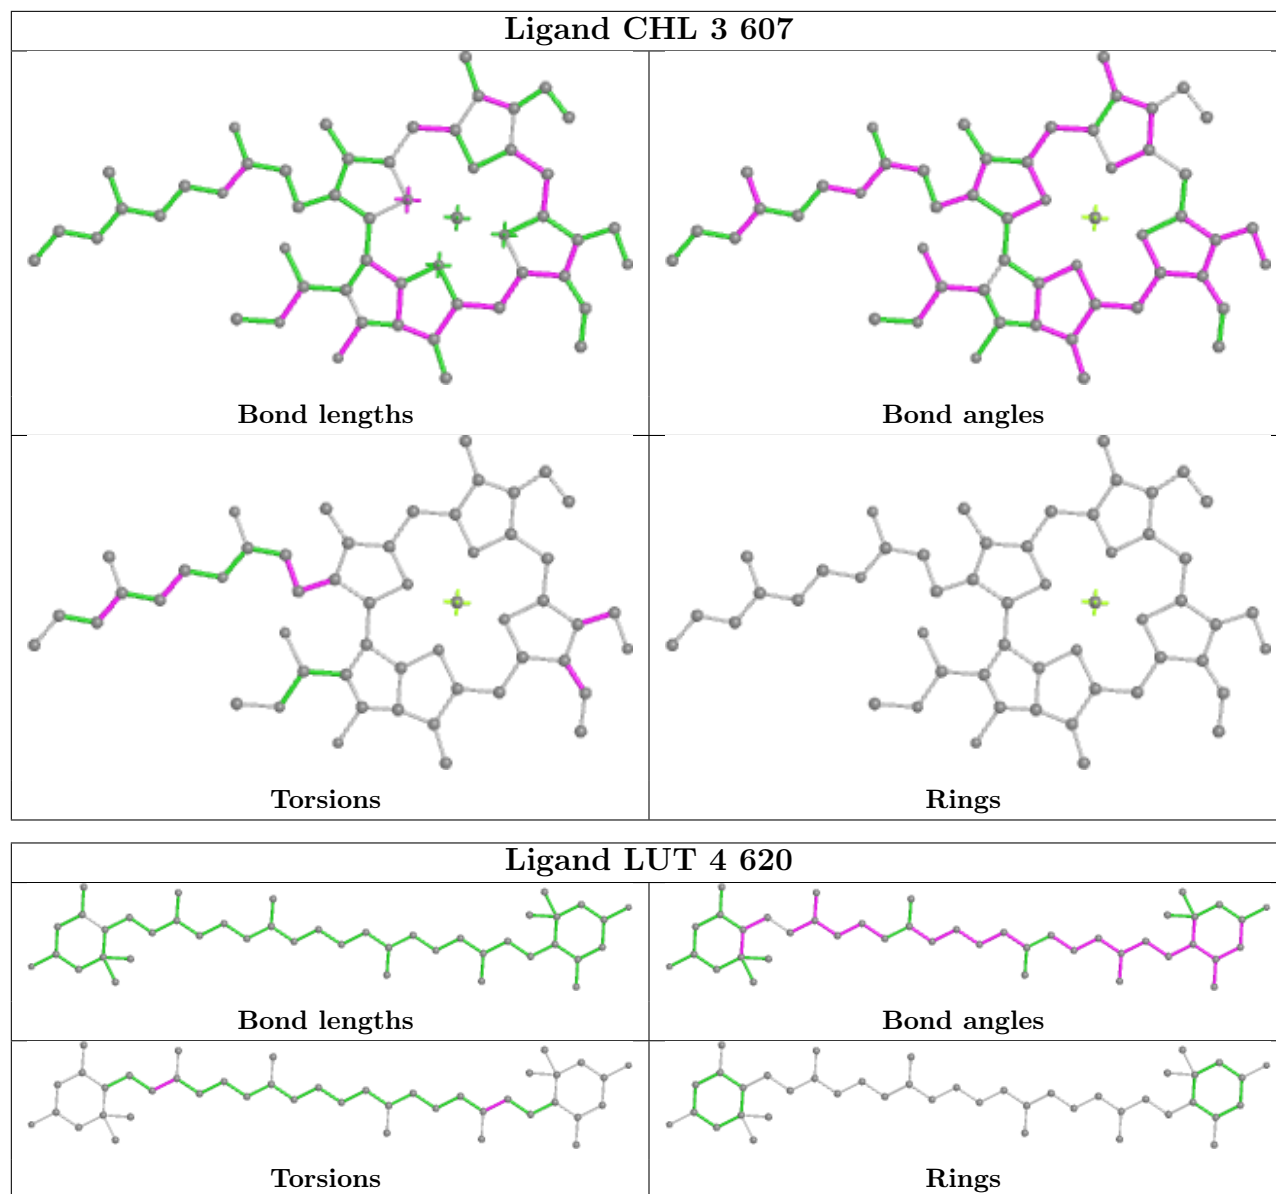 Ligand CHL 3 607
Bond lengths
Bond angles
Torsions
Rings
Ligand LUT 4 620
Bond lengths
Bond angles
Torsions
Rings